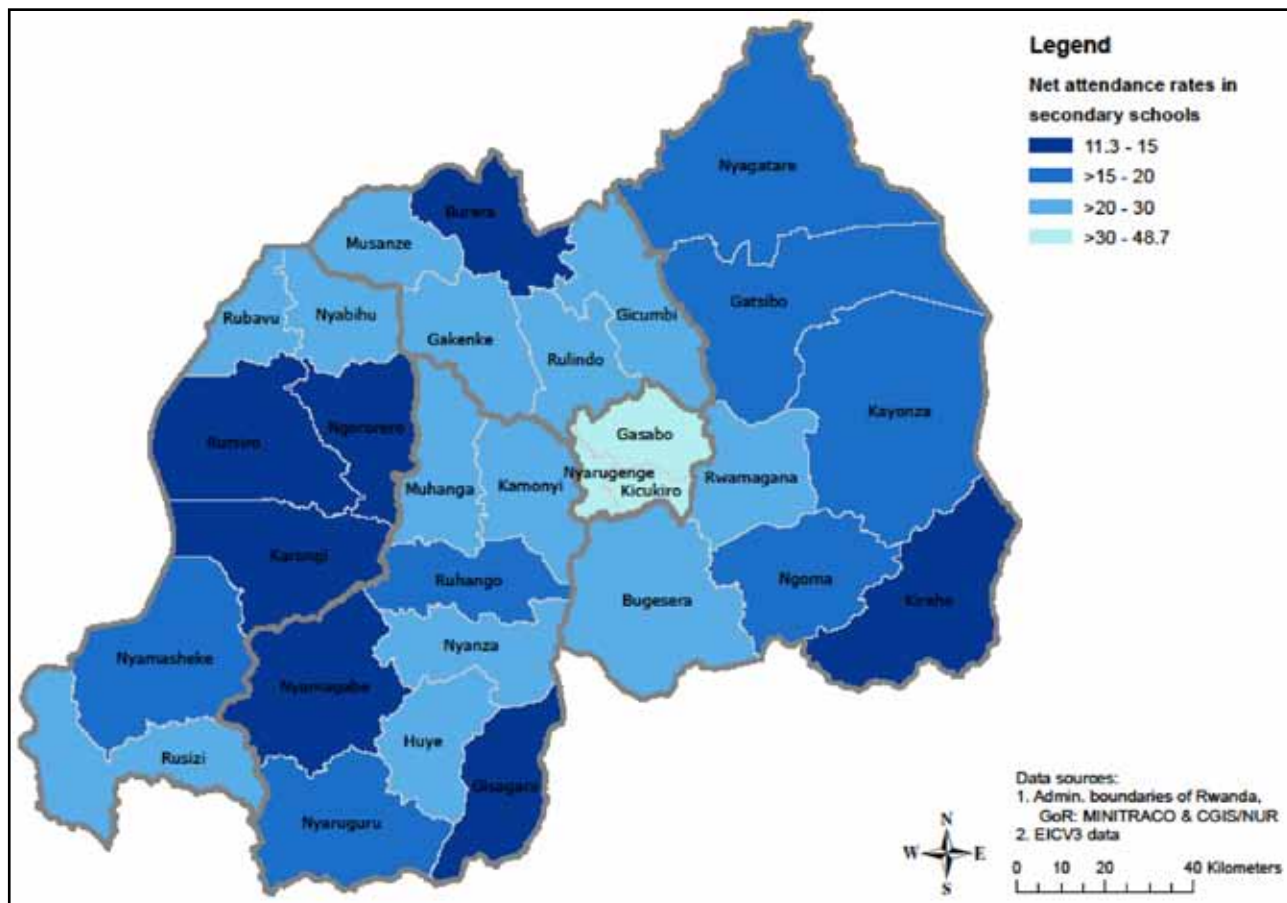 Legend
Net attendance rates in
secondary schools
11.3 - 15
>15 - 20
>20 - 30
>30 - 48.7
Nyagatare
Burera
Musanze
Gatsibo
Rubavu
Nyabihu
Gicumbi
Gakenke
Rulindo
Kayonza
Rutsiro
Ngororero
Gasabo
Nyarugenge
Kicukiro
Rwamagana
Muhanga
Kamonyi
Karongi
Ruhango
Ngoma
Kirehe
Bugesera
Nyanza
Nyamasheke
Nyamagabe
Huye
Rusizi
Gisagara
Nyaruguru
Data sources:
1. Admin. boundaries of Rwanda,
GoR: MINITRACO & CGIS/NUR
2. EICV3 data
N
W E
S
0 10 20 40 Kilometers